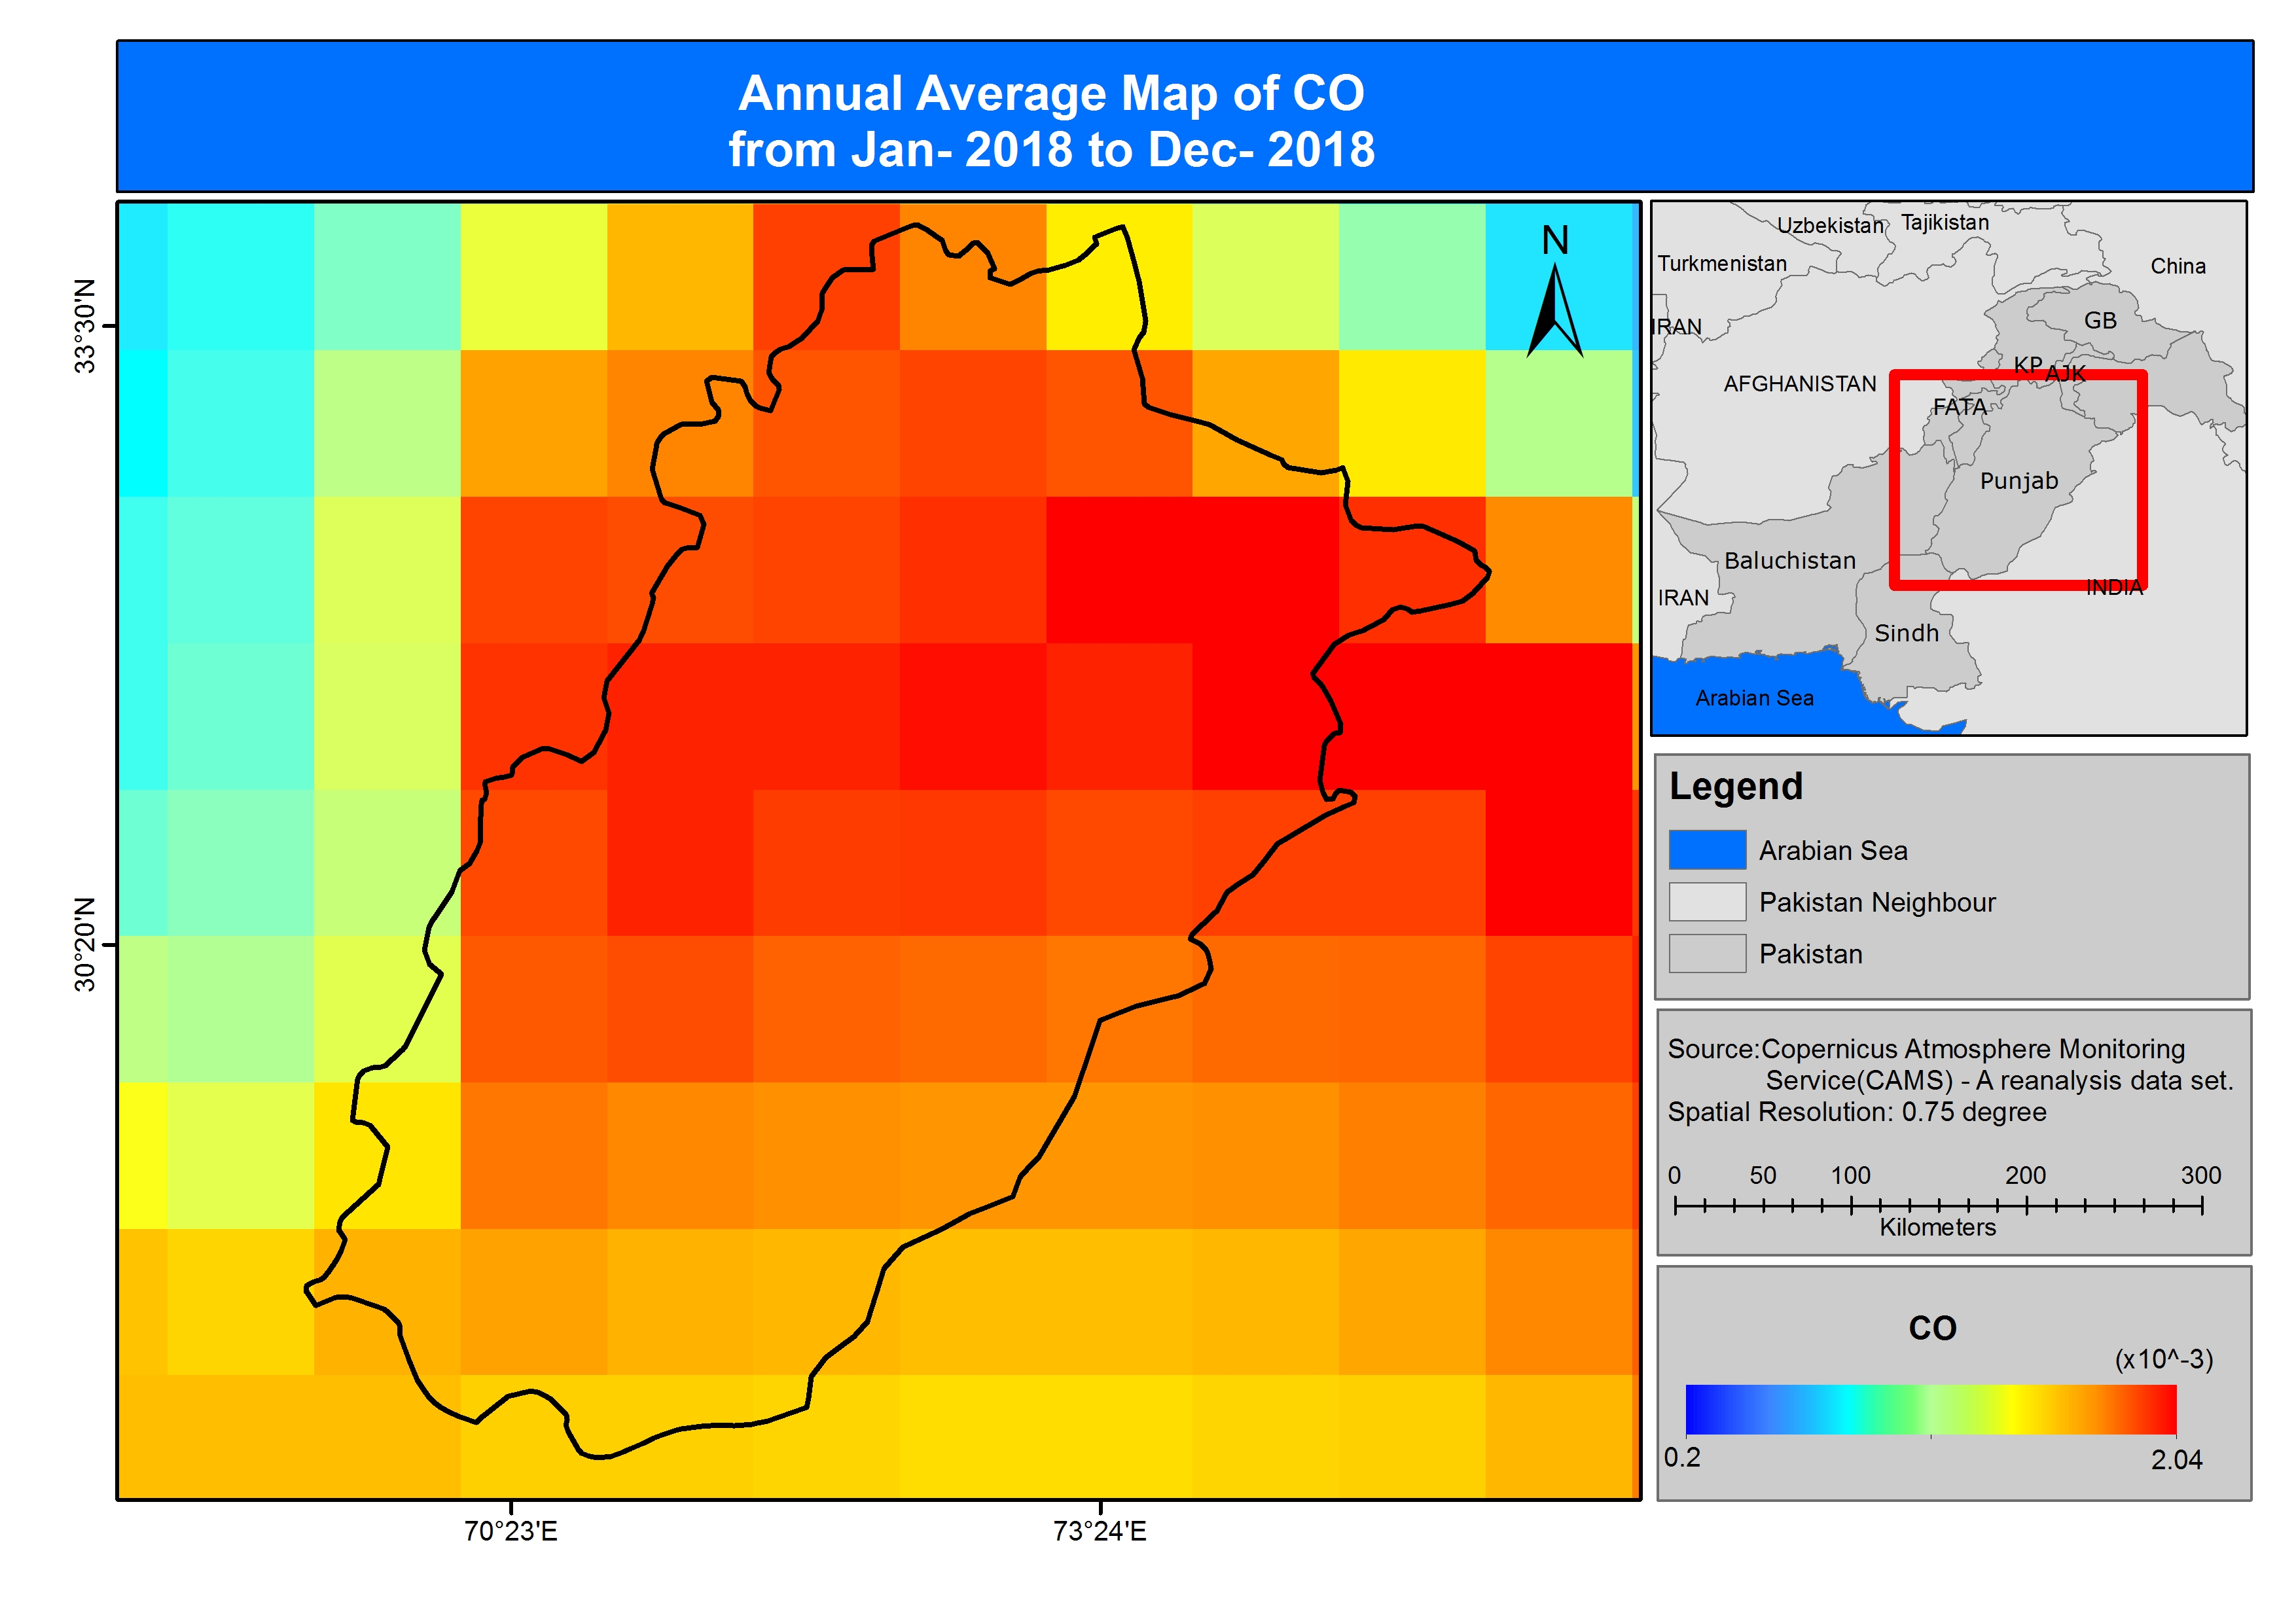 Annual Average Map of CO
from Jan- 2018 to Dec- 2018
N
33°30'N
30°20'N
70°23'E
73°24'E
Uzbekistan
Tajikistan
Turkmenistan
China
IRAN
GB
KP
AJK
AFGHANISTAN
FATA
Punjab
Baluchistan
IRAN
INDIA
Sindh
Arabian Sea
Legend
Arabian Sea
Pakistan Neighbour
Pakistan
Source:Copernicus Atmosphere Monitoring
Service(CAMS) - A reanalysis data set.
Spatial Resolution: 0.75 degree
0 50 100 200 300
Kilometers
CO
(x10^-3)
0.2 2.04